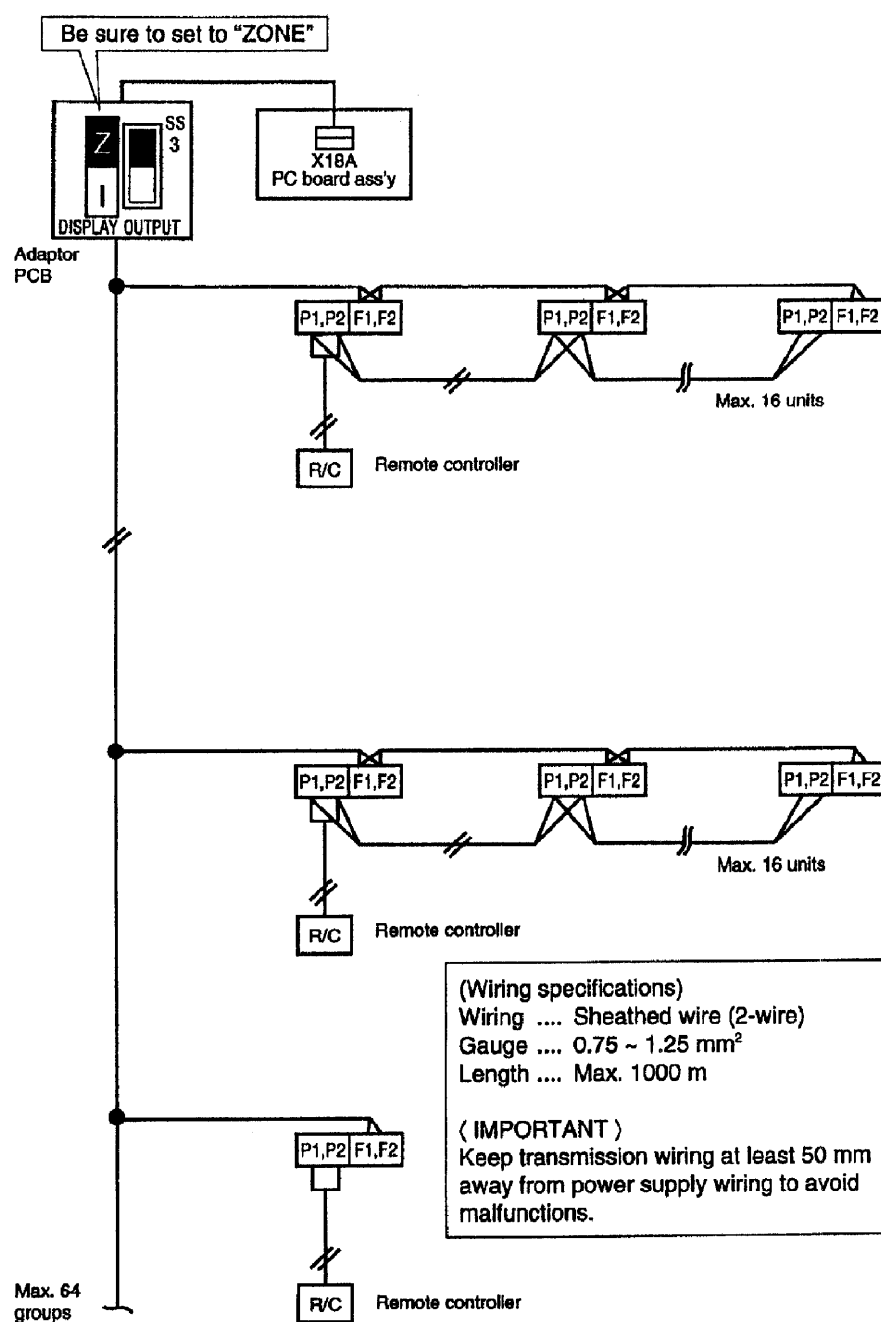 Be sure to set to “ZONE”
Z
I
SS
3
DISPLAY OUTPUT
X18A
PC board ass'y
Adaptor
PCB
P1,P2 F1,F2 P1,P2 F1,F2 P1,P2 F1,F2
Max. 16 units
R/C Remote controller
P1,P2 F1,F2 P1,P2 F1,F2 P1,P2 F1,F2
Max. 16 units
R/C Remote controller
(Wiring specifications)
Wiring .... Sheathed wire (2-wire)
Gauge .... 0.75 ~ 1.25 mm²
Length .... Max. 1000 m
⟨ IMPORTANT ⟩
Keep transmission wiring at least 50 mm
away from power supply wiring to avoid
malfunctions.
P1,P2 F1,F2
R/C Remote controller
Max. 64
groups